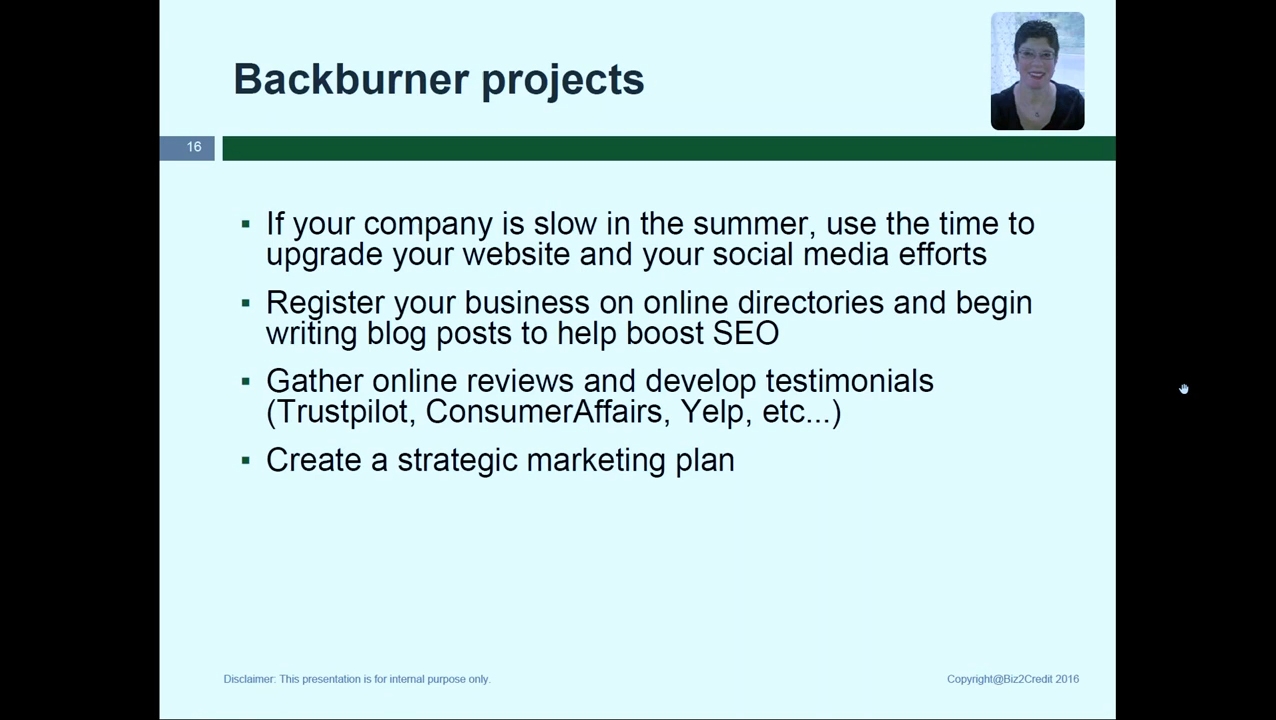 Backburner projects
16
▪ If your company is slow in the summer, use the time to
upgrade your website and your social media efforts
▪ Register your business on online directories and begin
writing blog posts to help boost SEO
▪ Gather online reviews and develop testimonials
(Trustpilot, ConsumerAffairs, Yelp, etc...)
▪ Create a strategic marketing plan
Disclaimer: This presentation is for internal purpose only.
Copyright@Biz2Credit 2016